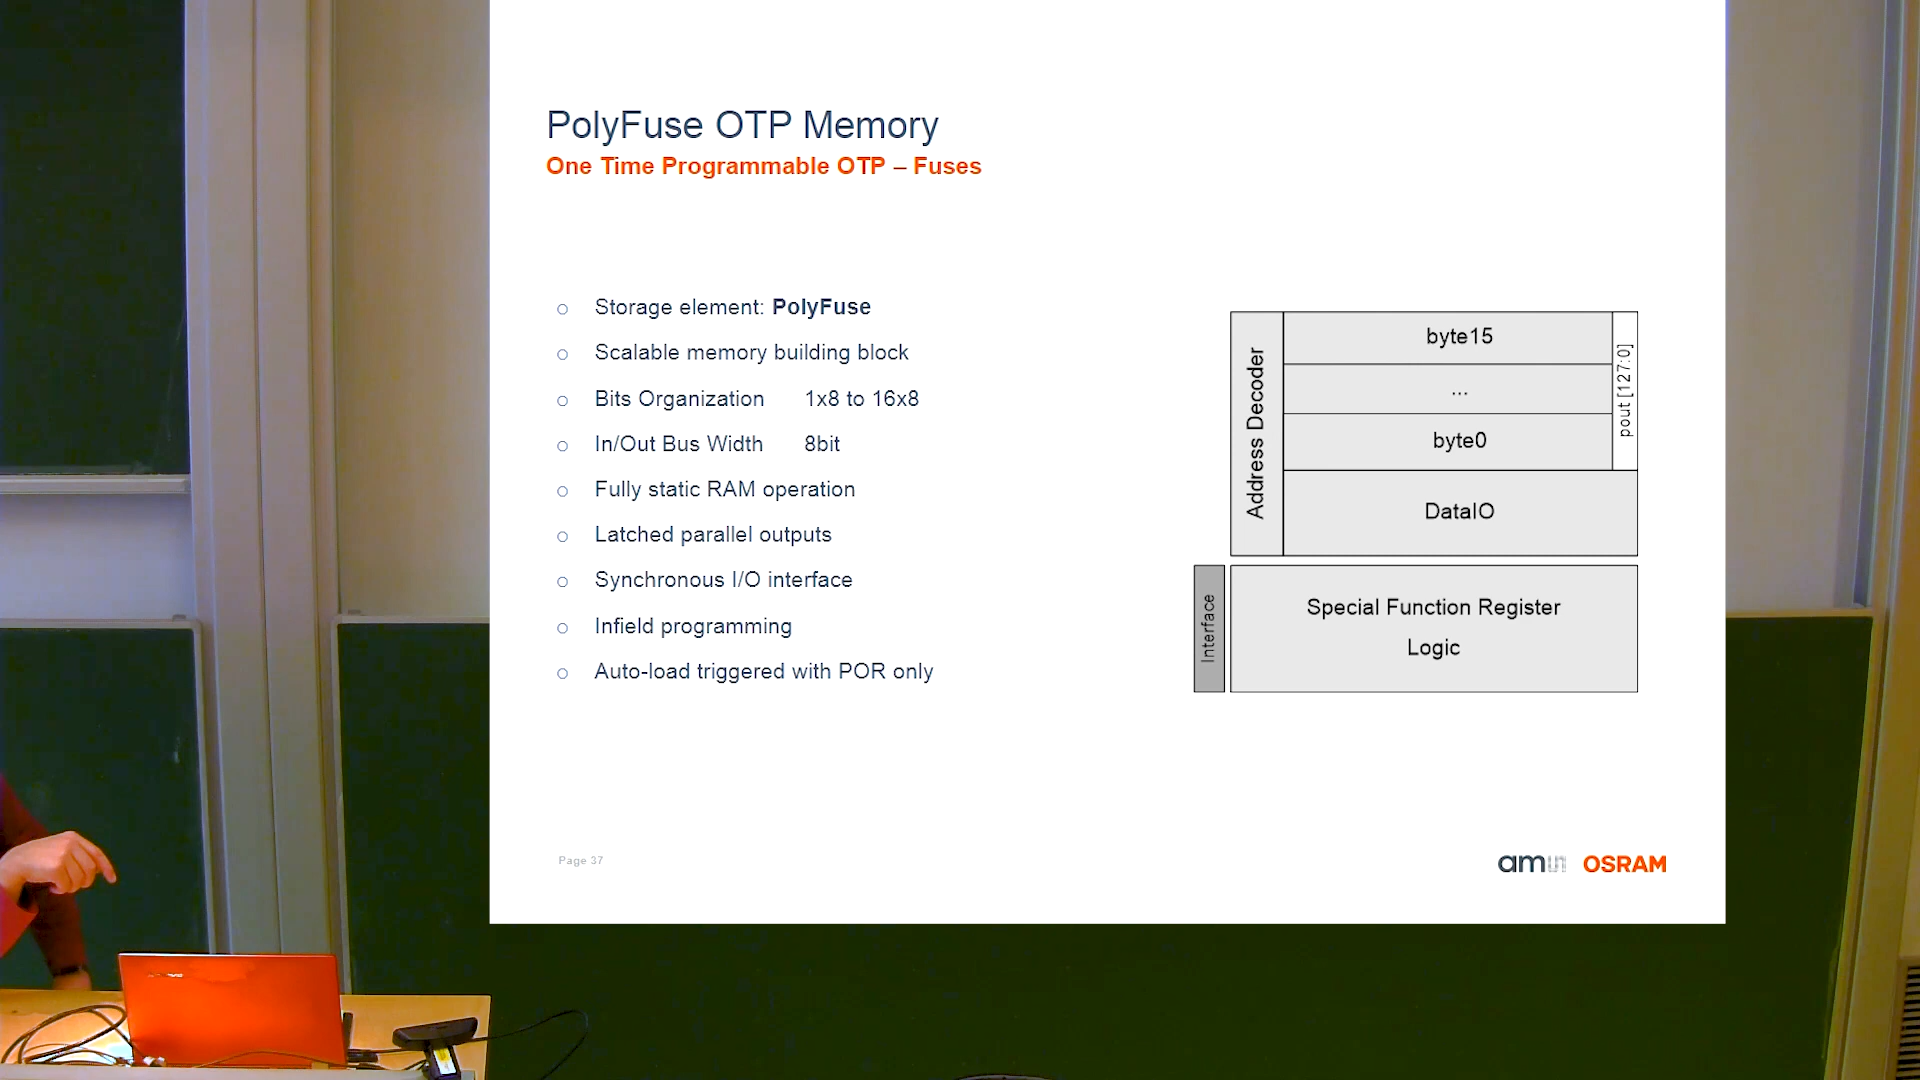 PolyFuse OTP Memory
One Time Programmable OTP – Fuses
Storage element: PolyFuse
Scalable memory building block
Bits Organization 1x8 to 16x8
In/Out Bus Width 8bit
Fully static RAM operation
Latched parallel outputs
Synchronous I/O interface
Infield programming
Auto-load triggered with POR only
Address Decoder
byte15
...
byte0
pout [127:0]
DataIO
Interface
Special Function Register
Logic
Page 37
am
OSRAM